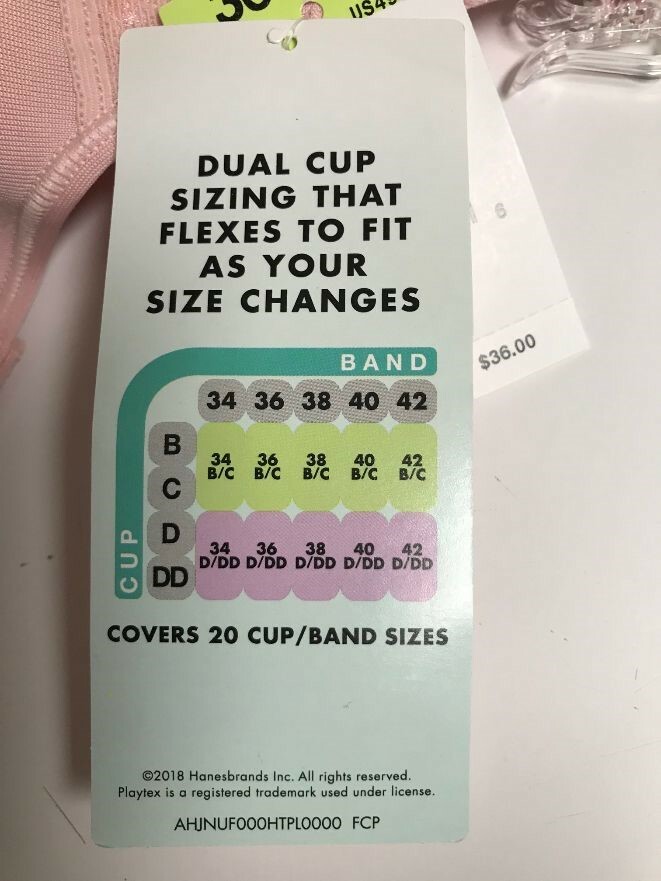 US4
DUAL CUP
SIZING THAT
FLEXES TO FIT
AS YOUR
SIZE CHANGES
6
$36.00
BAND
34 36 38 40 42
CUP
B
C
34 B/C 36 B/C 38 B/C 40 B/C 42 B/C
D
DD
34 D/DD 36 D/DD 38 D/DD 40 D/DD 42 D/DD
COVERS 20 CUP/BAND SIZES
©2018 Hanesbrands Inc. All rights reserved.
Playtex is a registered trademark used under license.
AHJNUF000HTPL0000 FCP